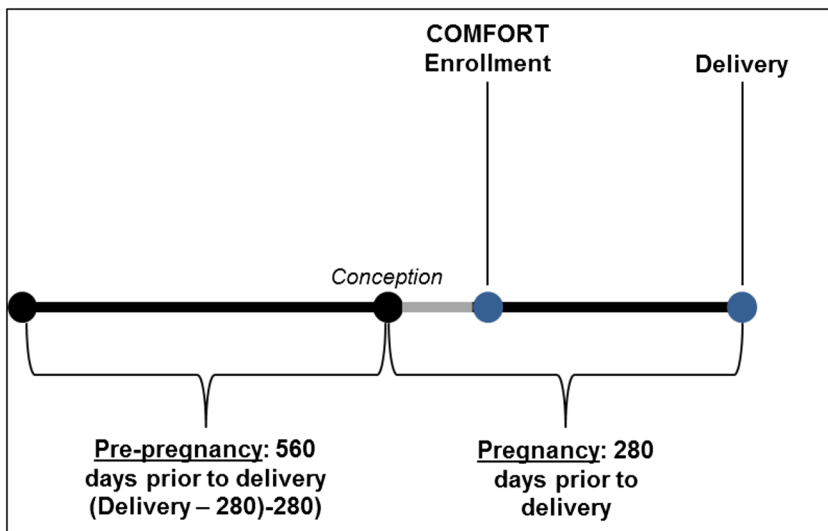 COMFORT
Enrollment
Delivery
Conception
Pre-pregnancy: 560
days prior to delivery
(Delivery – 280)-280)
Pregnancy: 280
days prior to
delivery